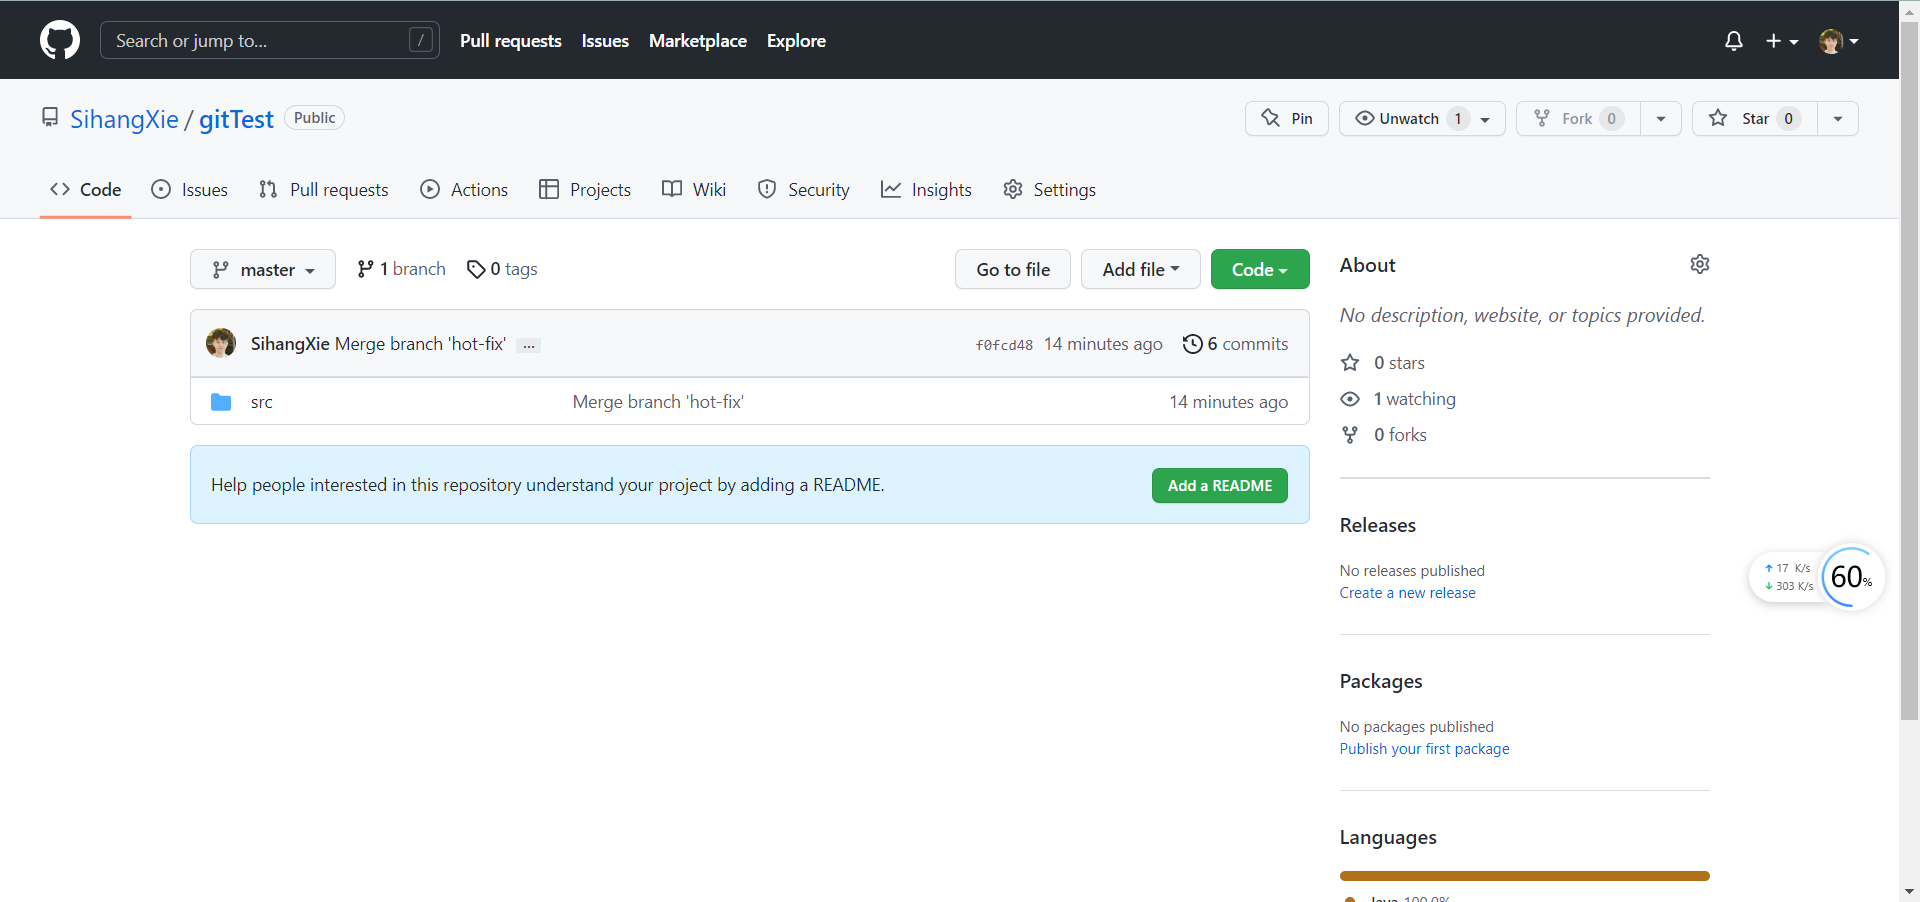 Search or jump to... /
Pull requests Issues Marketplace Explore
SihangXie / gitTest Public
Pin
Unwatch 1
Fork 0
Star 0
Code Issues Pull requests Actions Projects Wiki Security Insights Settings
master 1 branch 0 tags
Go to file Add file Code
SihangXie Merge branch 'hot-fix' ... f0fcd48 14 minutes ago 6 commits
src Merge branch 'hot-fix' 14 minutes ago
Help people interested in this repository understand your project by adding a README. Add a README
About
No description, website, or topics provided.
0 stars
1 watching
0 forks
Releases
No releases published
Create a new release
17 K/s
303 K/s
60%
Packages
No packages published
Publish your first package
Languages
Java 100.0%